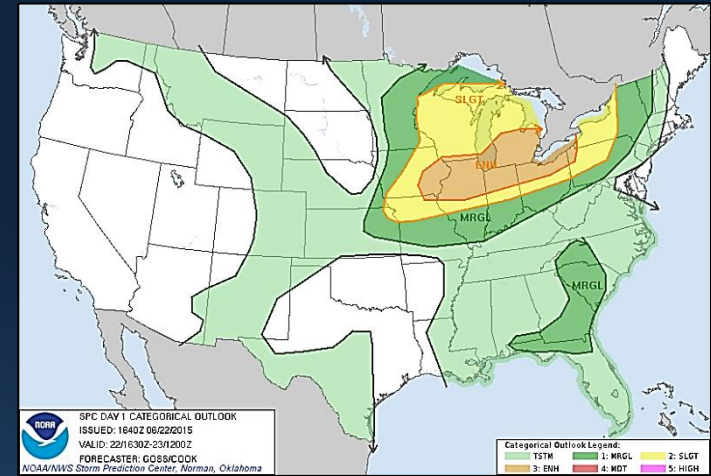 SLGT
ENH
MRGL
MRGL
NOAA
SPC DAY 1 CATEGORICAL OUTLOOK
ISSUED: 1640Z 06/22/2015
VALID: 22/1630Z-23/1200Z
FORECASTER: GOSS/COOK
NOAA/NWS Storm Prediction Center, Norman, Oklahoma
Categorical Outlook Legend:
TSTM 1: MRGL 2: SLGT
3: ENH 4: MDT 5: HIGH